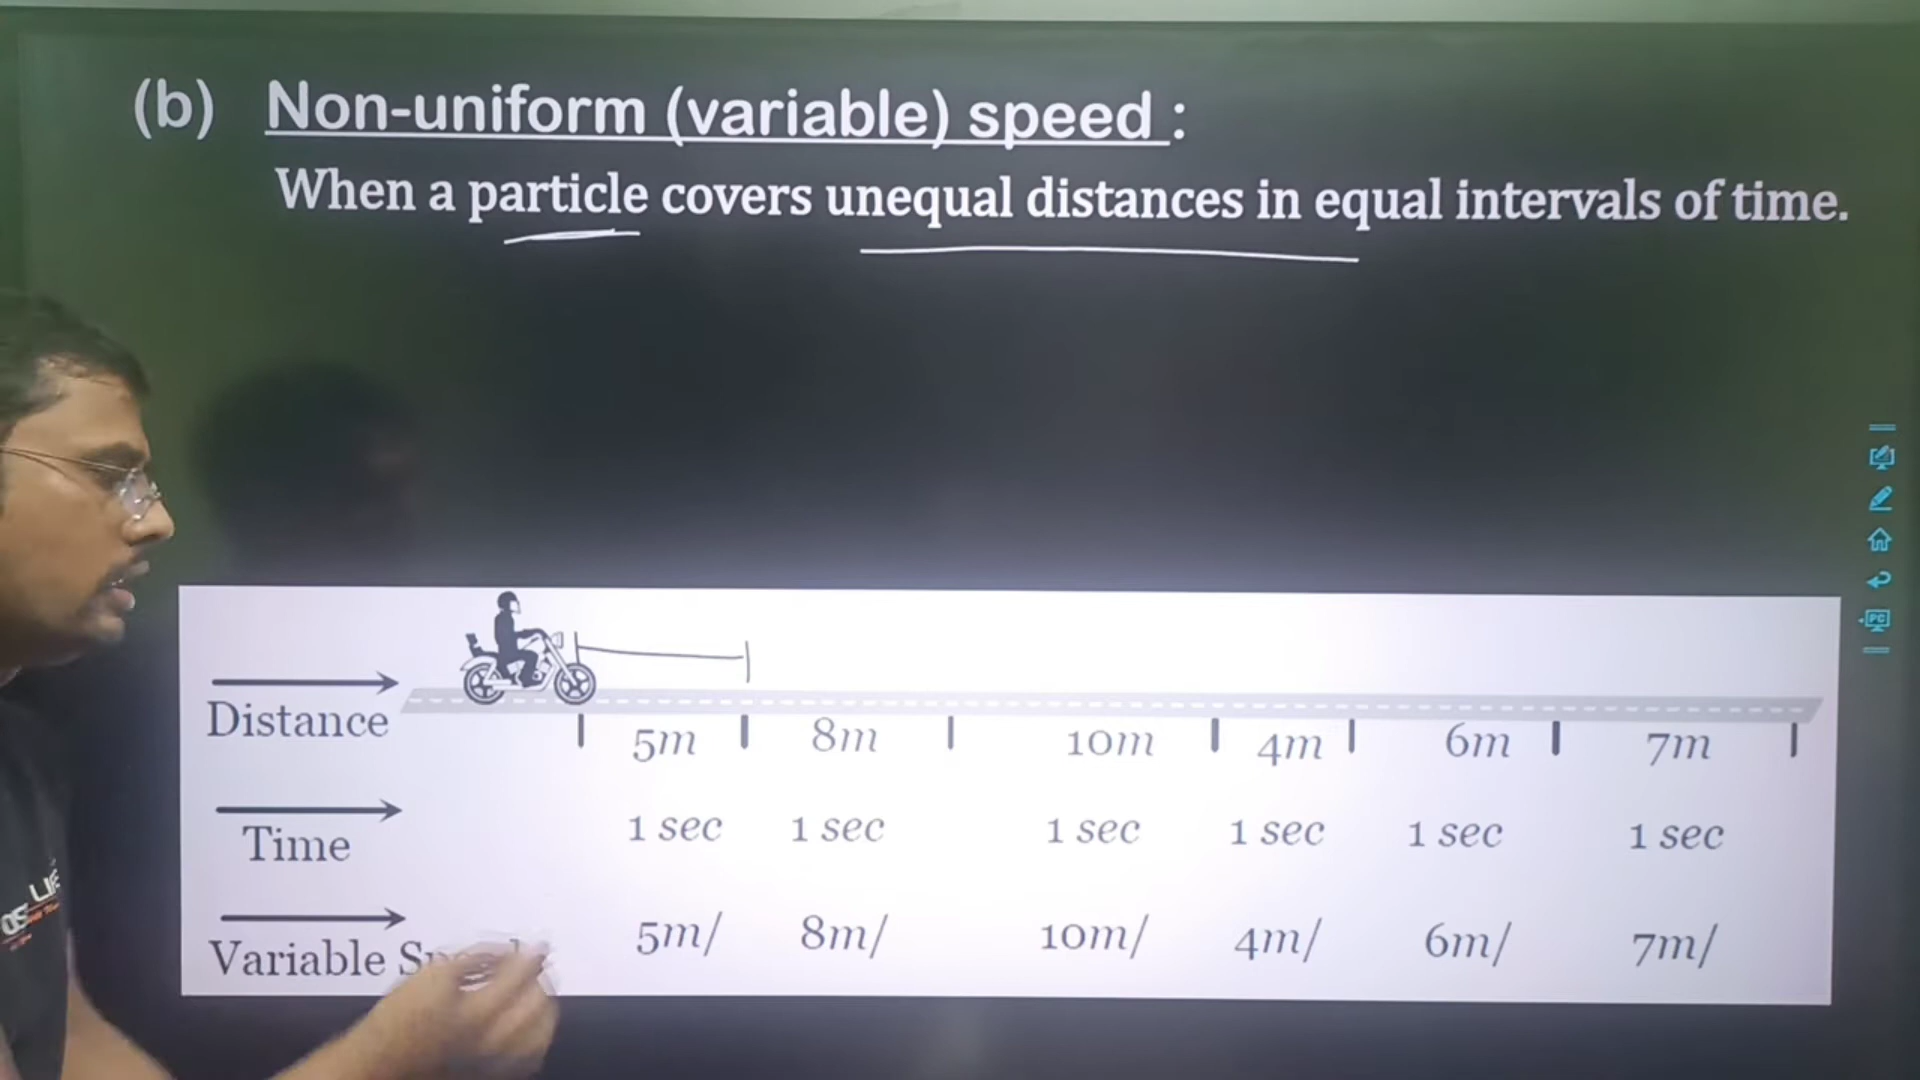 (b) Non-uniform (variable) speed :
When a particle covers unequal distances in equal intervals of time.
Distance 5m 8m 10m 4m 6m 7m
Time 1 sec 1 sec 1 sec 1 sec 1 sec 1 sec
Variable 5m/ 8m/ 10m/ 4m/ 6m/ 7m/
PC